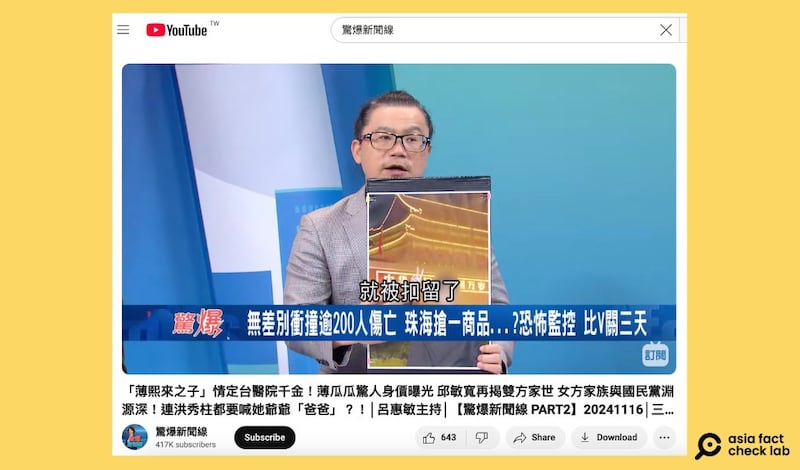 YouTube TW
驚爆新聞線
就被扣留了
驚爆 無差別衝撞逾200人傷亡 珠海搶一商品...?恐怖監控 比V關三天
訂閱
「薄熙來之子」情定台醫院千金！薄瓜瓜驚人身價曝光 邱敏寬再揭雙方家世 女方家族與國民黨淵
源深！連洪秀柱都要喊她爺爺「爸爸」？！│呂惠敏主持│【驚爆新聞線 PART2】20241116│三...
驚爆新聞線
417K subscribers
Subscribe
643
Share
Download
asia fact
check lab